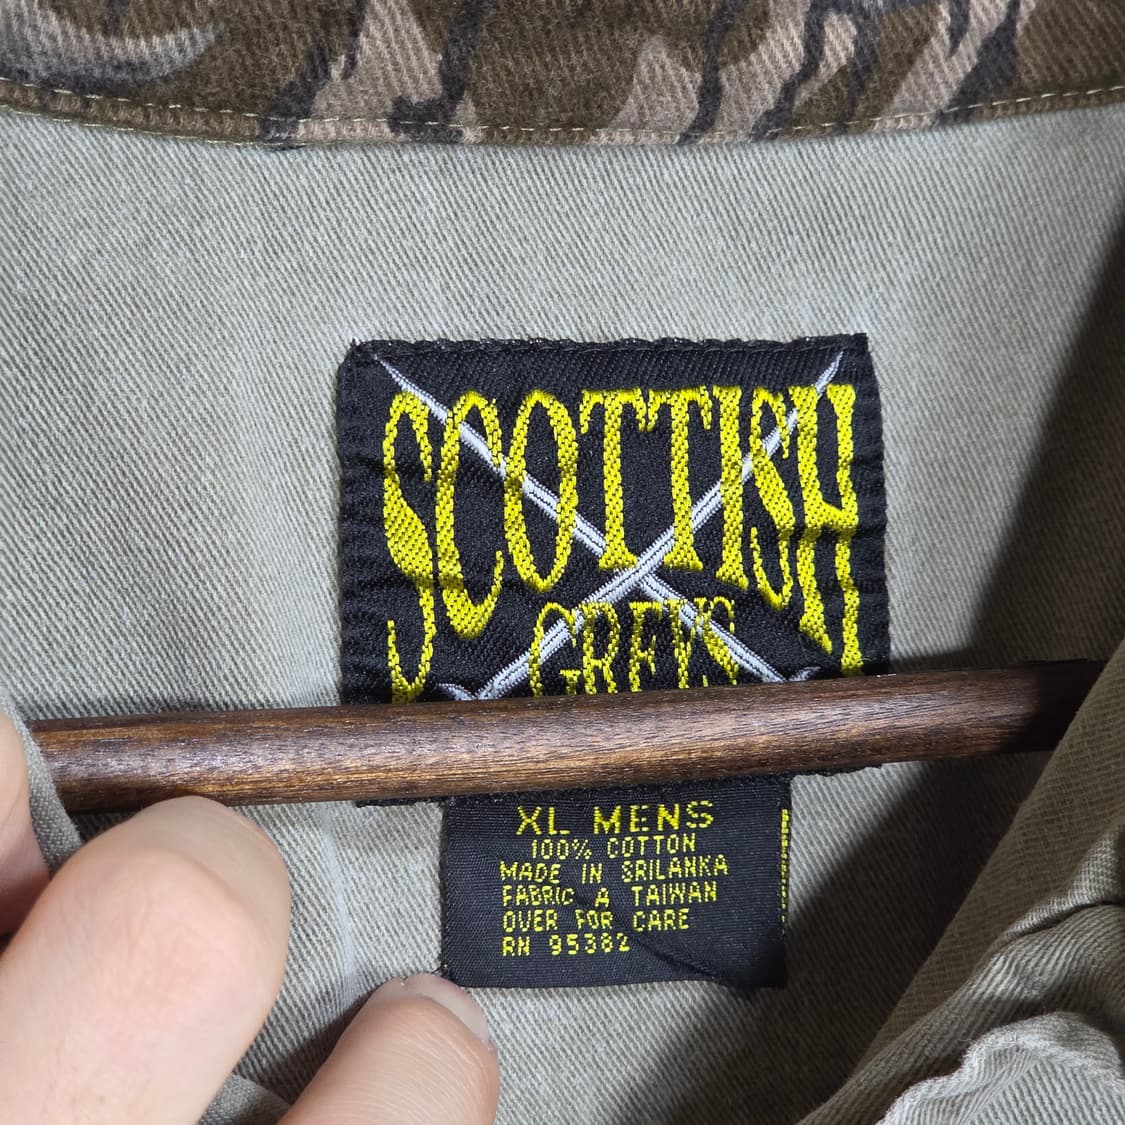 SCOTTISH
GREYS
XL MENS
100% COTTON
MADE IN SRILANKA
FABRIC A TAIWAN
OVER FOR CARE
RN 95382